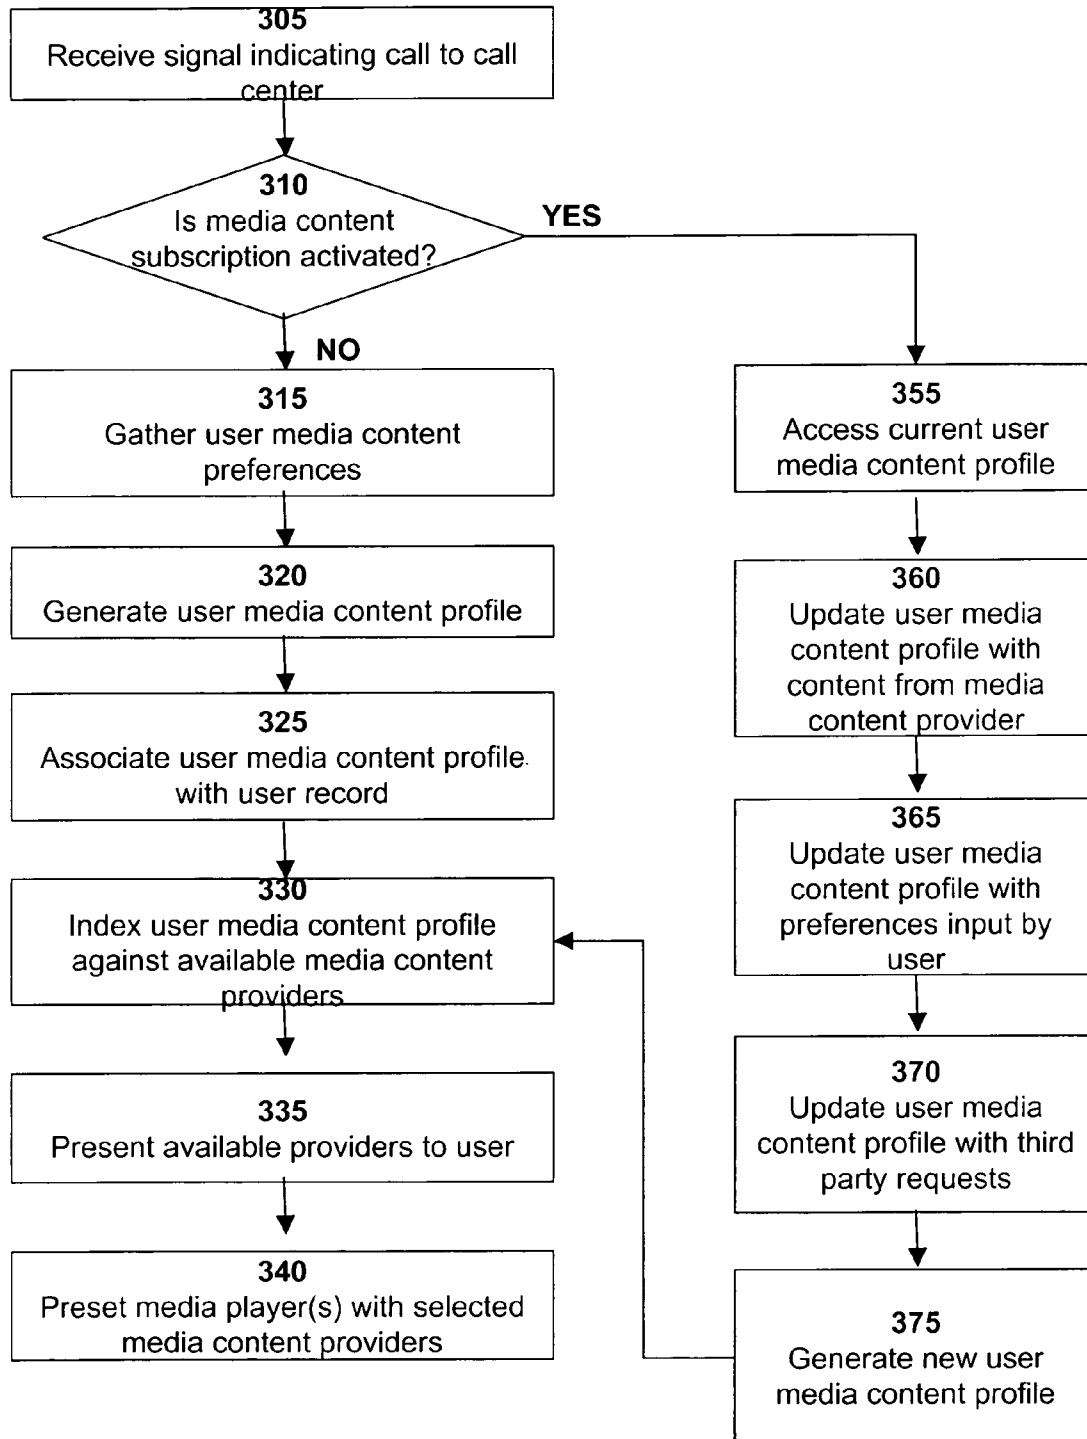 305
Receive signal indicating call to call
center
310
Is media content
subscription activated?
YES
NO
315
Gather user media content
preferences
320
Generate user media content profile
325
Associate user media content profile
with user record
330
Index user media content profile
against available media content
providers
335
Present available providers to user
340
Preset media player(s) with selected
media content providers
355
Access current user
media content profile
360
Update user media
content profile with
content from media
content provider
365
Update user media
content profile with
preferences input by
user
370
Update user media
content profile with third
party requests
375
Generate new user
media content profile